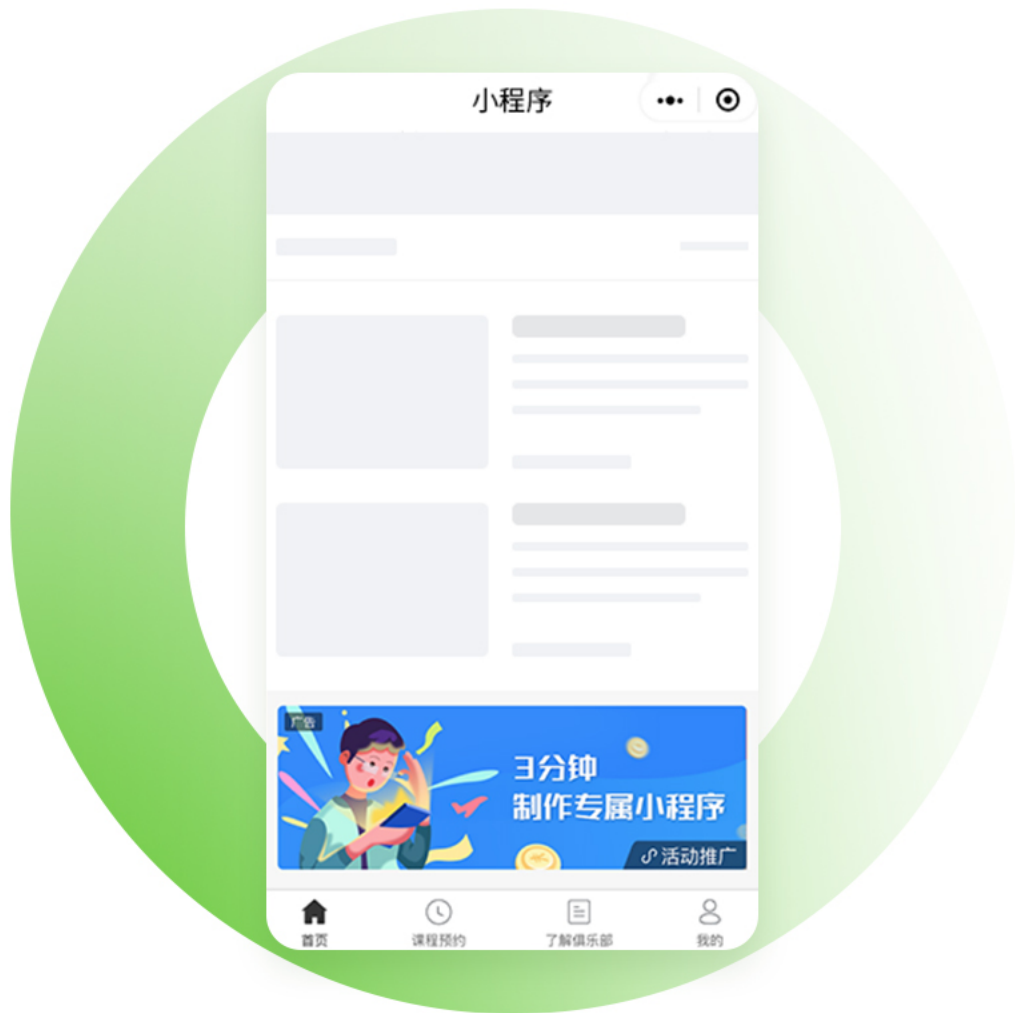 小程序
广告
3分钟
制作专属小程序
活动推广
首页
课程预约
了解俱乐部
我的